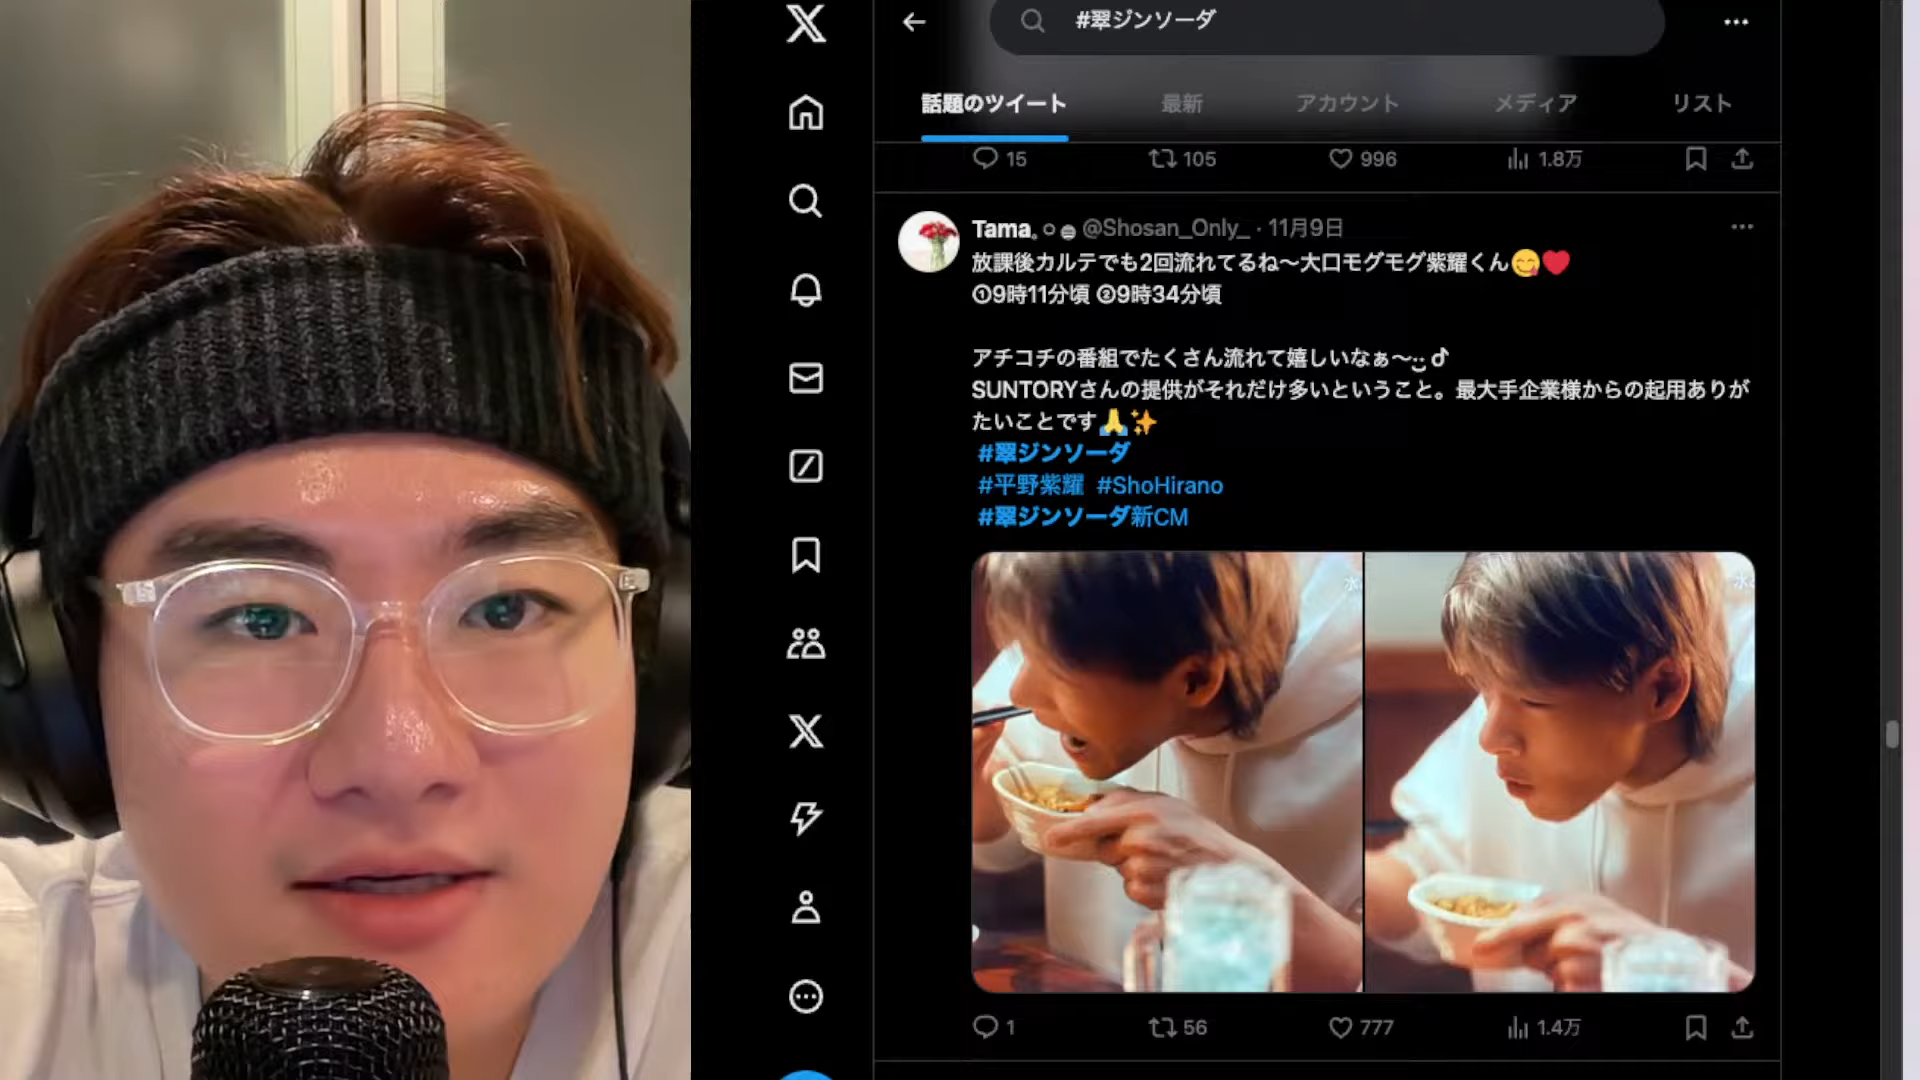 #翠ジンソーダ
話題のツイート 最新 アカウント メディア リスト
15 105 996 1.8万
Tama.○ @Shosan_Only_ · 11月9日
放課後カルテでも2回流れてるね〜大口モグモグ紫耀くん😋❤️
①9時11分頃 ②9時34分頃
アチコチの番組でたくさん流れて嬉しいなぁ〜
SUNTORYさんの提供がそれだけ多いということ。最大手企業様からの起用ありが
たいことです🙏✨
#翠ジンソーダ
#平野紫耀 #ShoHirano
#翠ジンソーダ新CM
水
水
1 56 777 1.4万